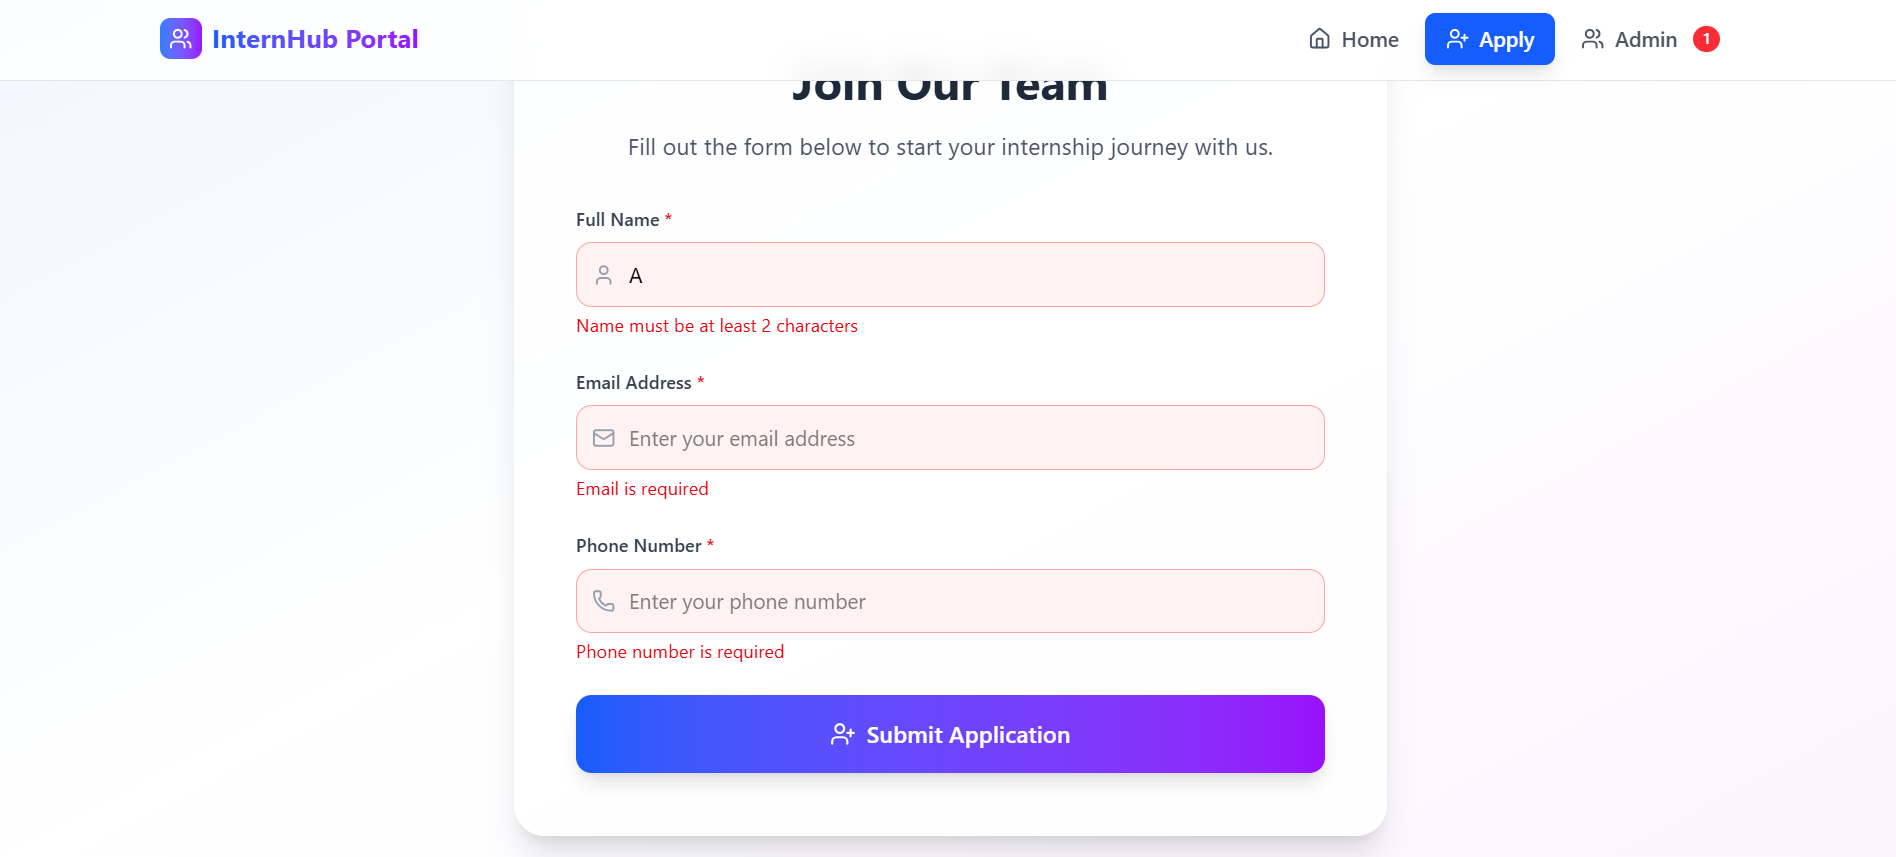 InternHub Portal
Home
Apply
Admin
1
Join Our Team
Fill out the form below to start your internship journey with us.
Full Name *
A
Name must be at least 2 characters
Email Address *
Enter your email address
Email is required
Phone Number *
Enter your phone number
Phone number is required
Submit Application